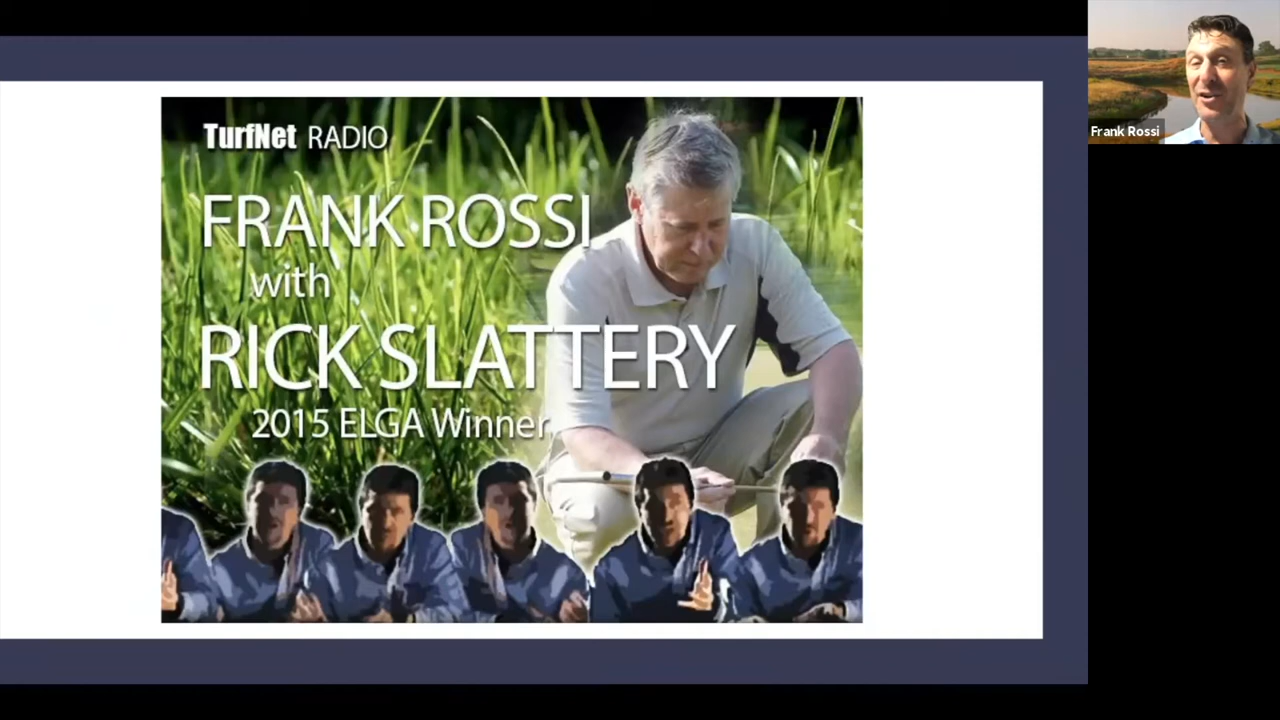 TurfNet RADIO
FRANK ROSSI
with
RICK SLATTERY
2015 ELGA Winner
Frank Rossi